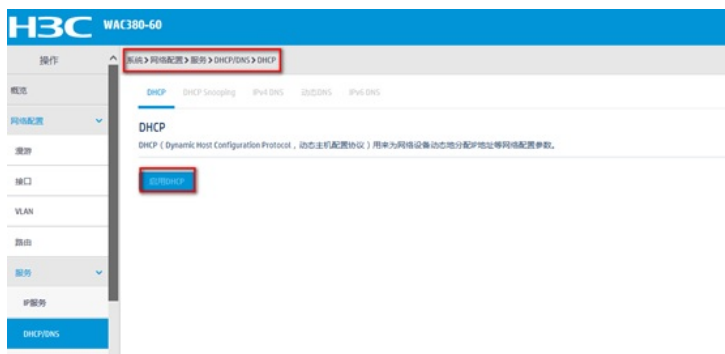 H3C WAC380-60
操作
系统>网络配置>服务>DHCP/DNS>DHCP
概览
DHCP DHCP Snooping IPv4 DNS 动态DNS IPv6 DNS
网络配置
DHCP
DHCP（Dynamic Host Configuration Protocol，动态主机配置协议）用来为网络设备动态地分配IP地址等网络配置参数。
漫游
接口
启用DHCP
VLAN
路由
服务
IP服务
DHCP/DNS